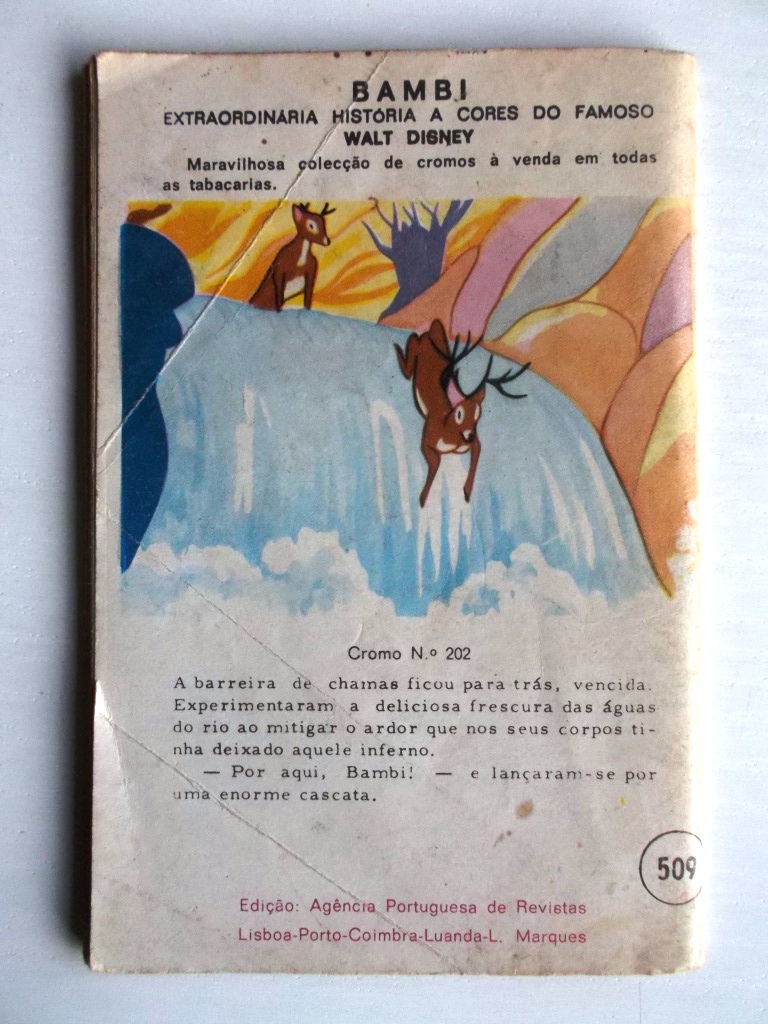 BAMBI
EXTRAORDINÁRIA HISTÓRIA A CORES DO FAMOSO
WALT DISNEY
Maravilhosa colecção de cromos à venda em todas
as tabacarias.
Cromo N.º 202
A barreira de chamas ficou para trás, vencida.
Experimentaram a deliciosa frescura das águas
do rio ao mitigar o ardor que nos seus corpos ti-
nha deixado aquele inferno.
— Por aqui, Bambi! — e lançaram-se por
uma enorme cascata.
509
Edição: Agência Portuguesa de Revistas
Lisboa-Porto-Coimbra-Luanda-L. Marques